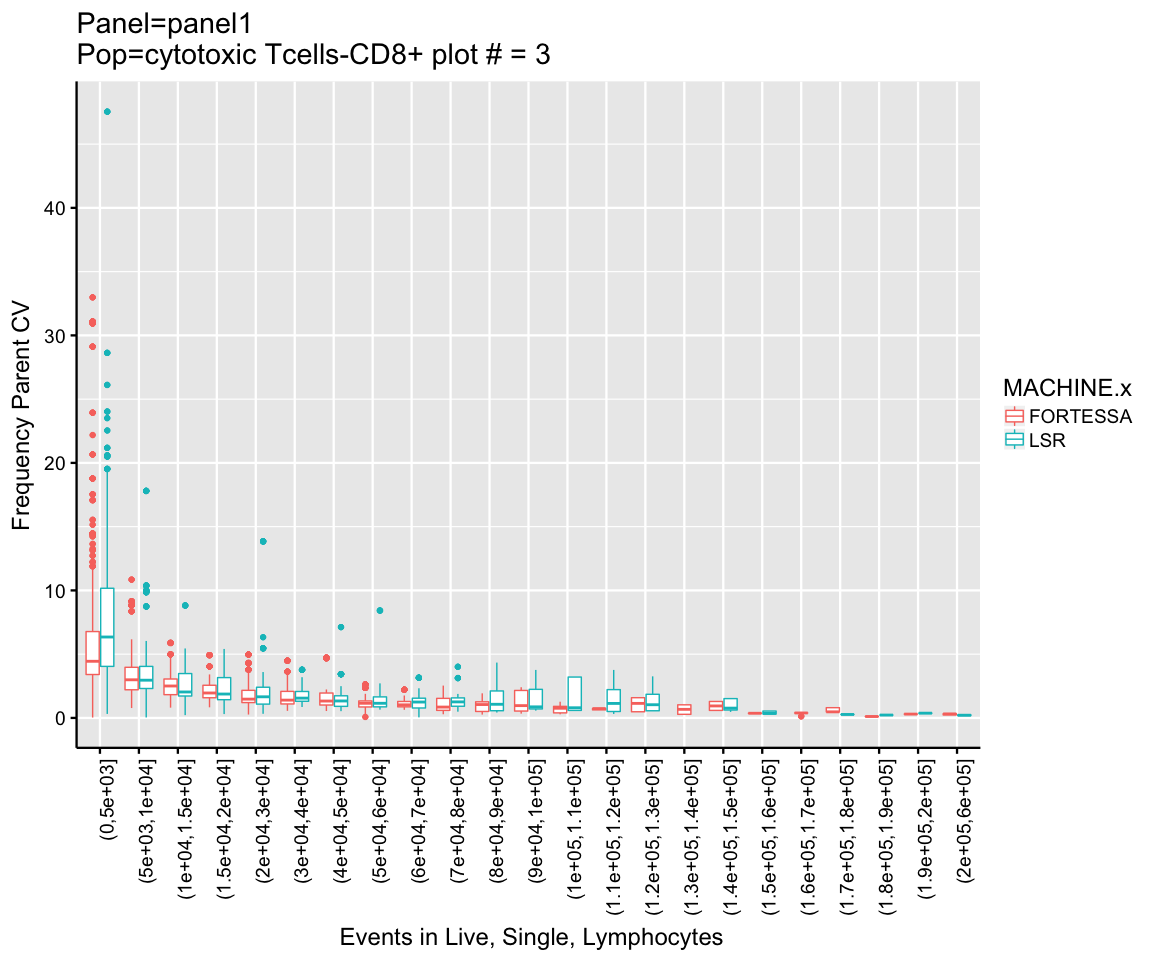 Panel=panel1
Pop=cytotoxic Tcells-CD8+ plot # = 3
Frequency Parent CV
40
30
20
10
0
(0,5e+03]
(5e+03,1e+04]
(1e+04,1.5e+04]
(1.5e+04,2e+04]
(2e+04,3e+04]
(3e+04,4e+04]
(4e+04,5e+04]
(5e+04,6e+04]
(6e+04,7e+04]
(7e+04,8e+04]
(8e+04,9e+04]
(9e+04,1e+05]
(1e+05,1.1e+05]
(1.1e+05,1.2e+05]
(1.2e+05,1.3e+05]
(1.3e+05,1.4e+05]
(1.4e+05,1.5e+05]
(1.5e+05,1.6e+05]
(1.6e+05,1.7e+05]
(1.7e+05,1.8e+05]
(1.8e+05,1.9e+05]
(1.9e+05,2e+05]
(2e+05,6e+05]
Events in Live, Single, Lymphocytes
MACHINE.x
FORTESSA
LSR